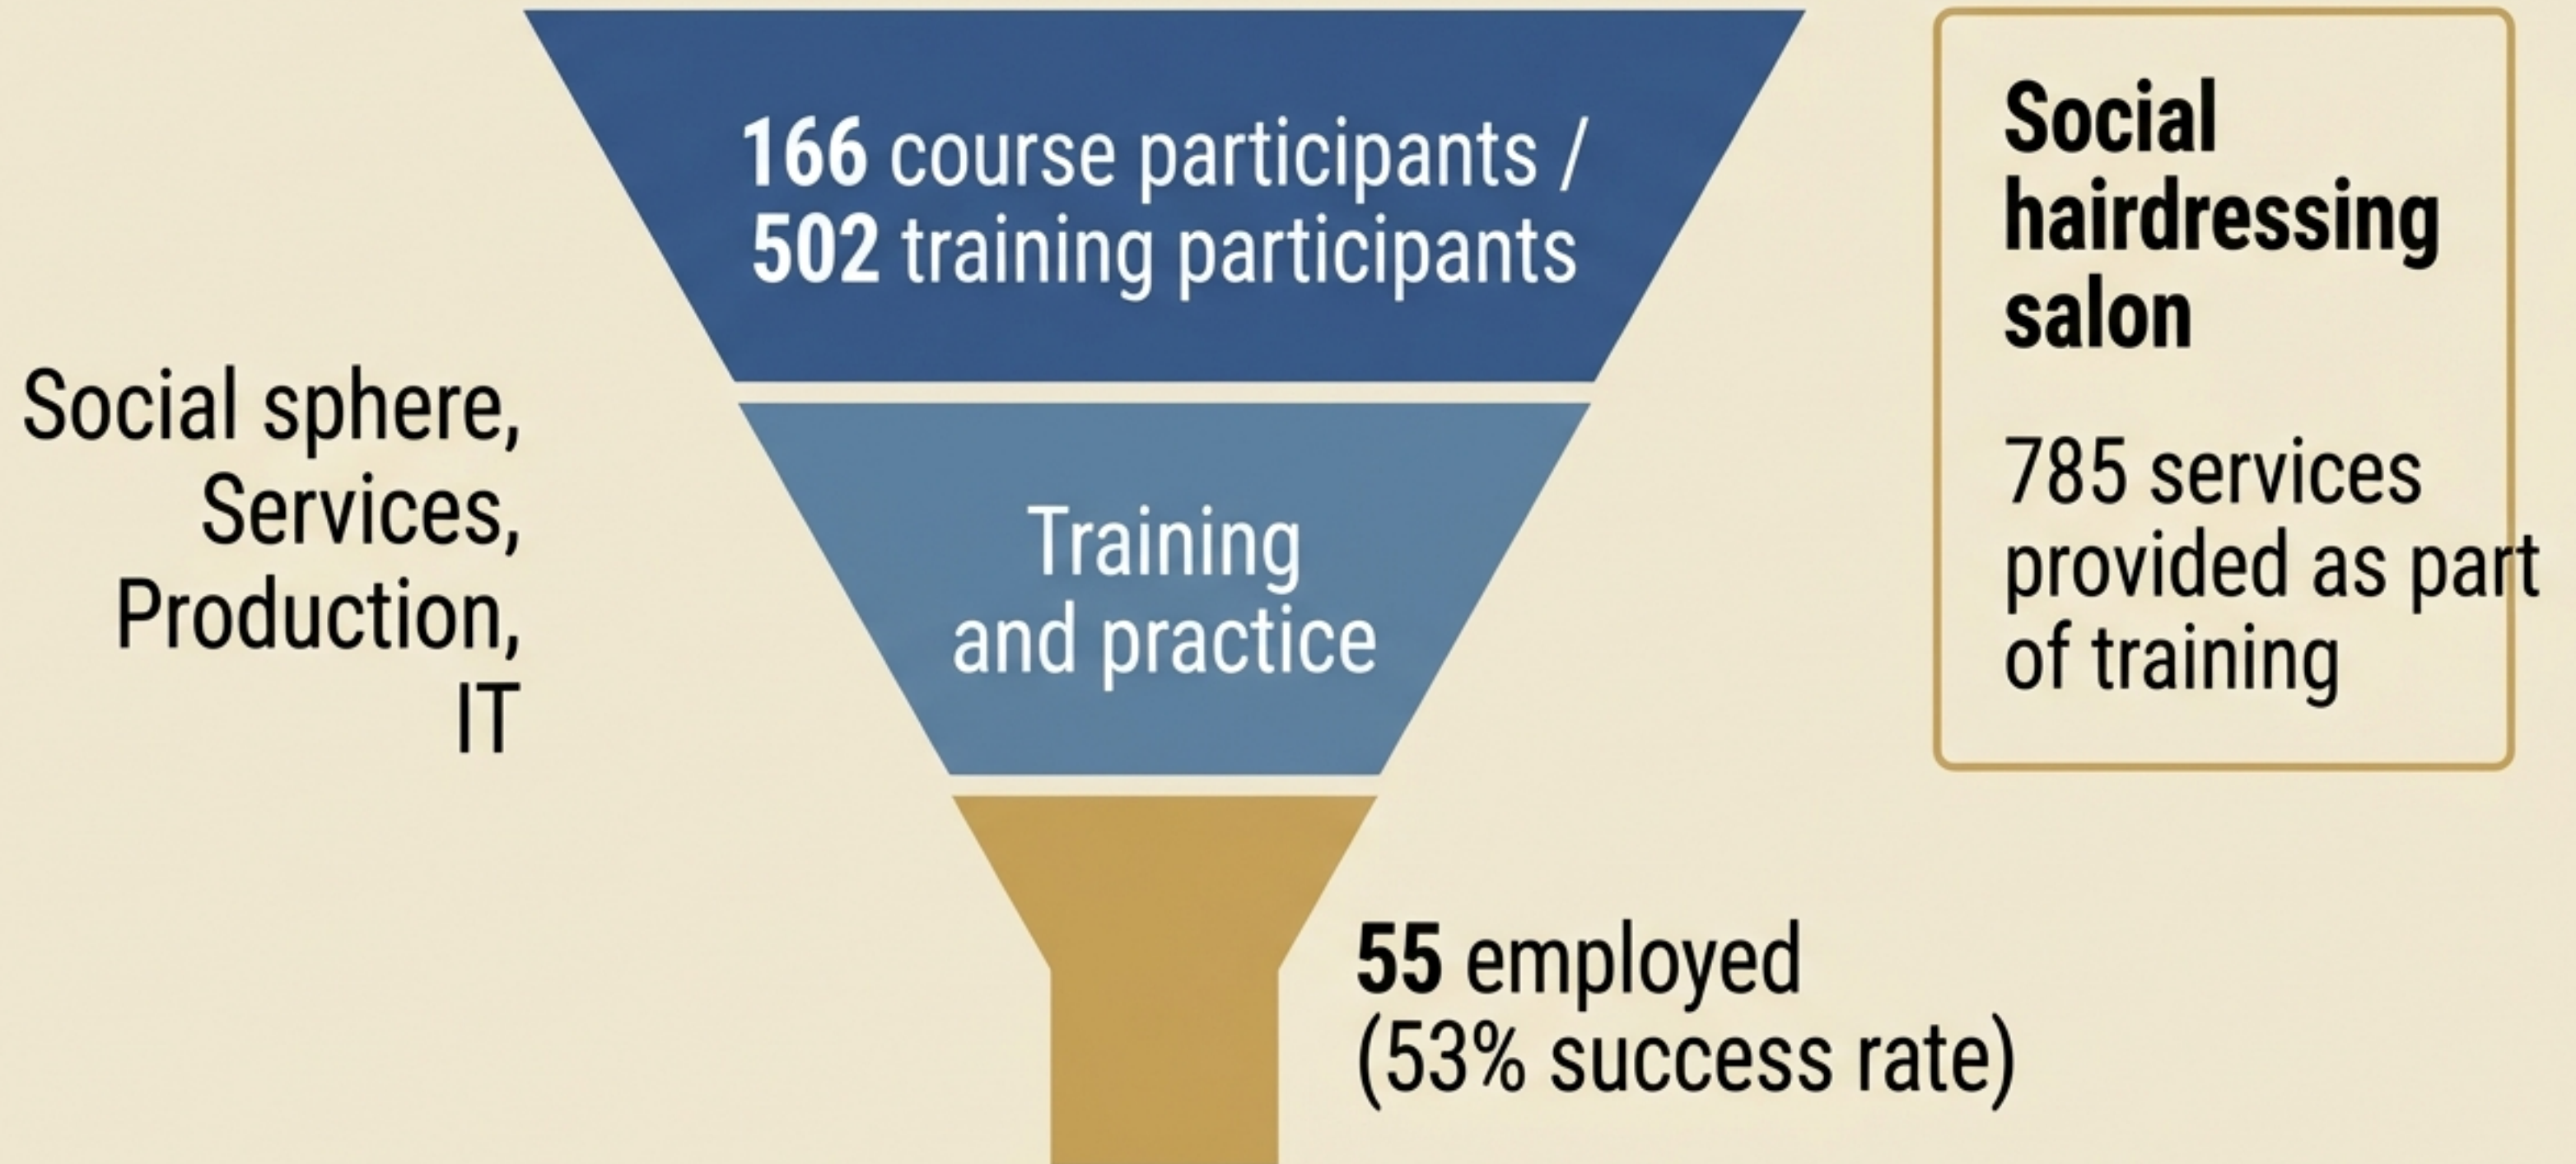 166 course participants /
502 training participants
Social sphere,
Services,
Production,
IT
Training
and practice
Social
hairdressing
salon
785 services
provided as part
of training
55 employed
(53% success rate)